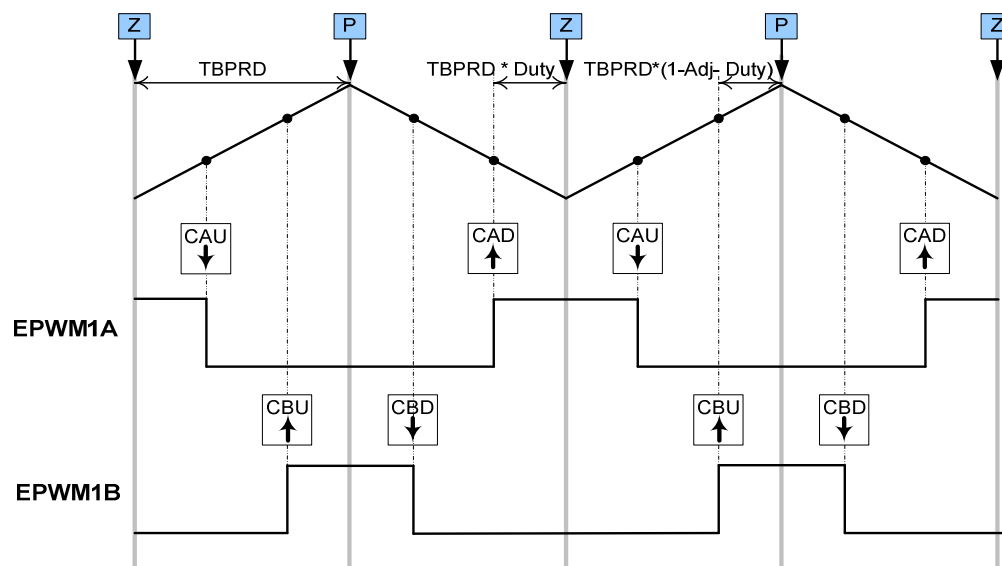 Z P Z P Z
TBPRD TBPRD * Duty TBPRD*(1-Adj- Duty)
CAU CAD CAU CAD
EPWM1A
CBU CBD CBU CBD
EPWM1B